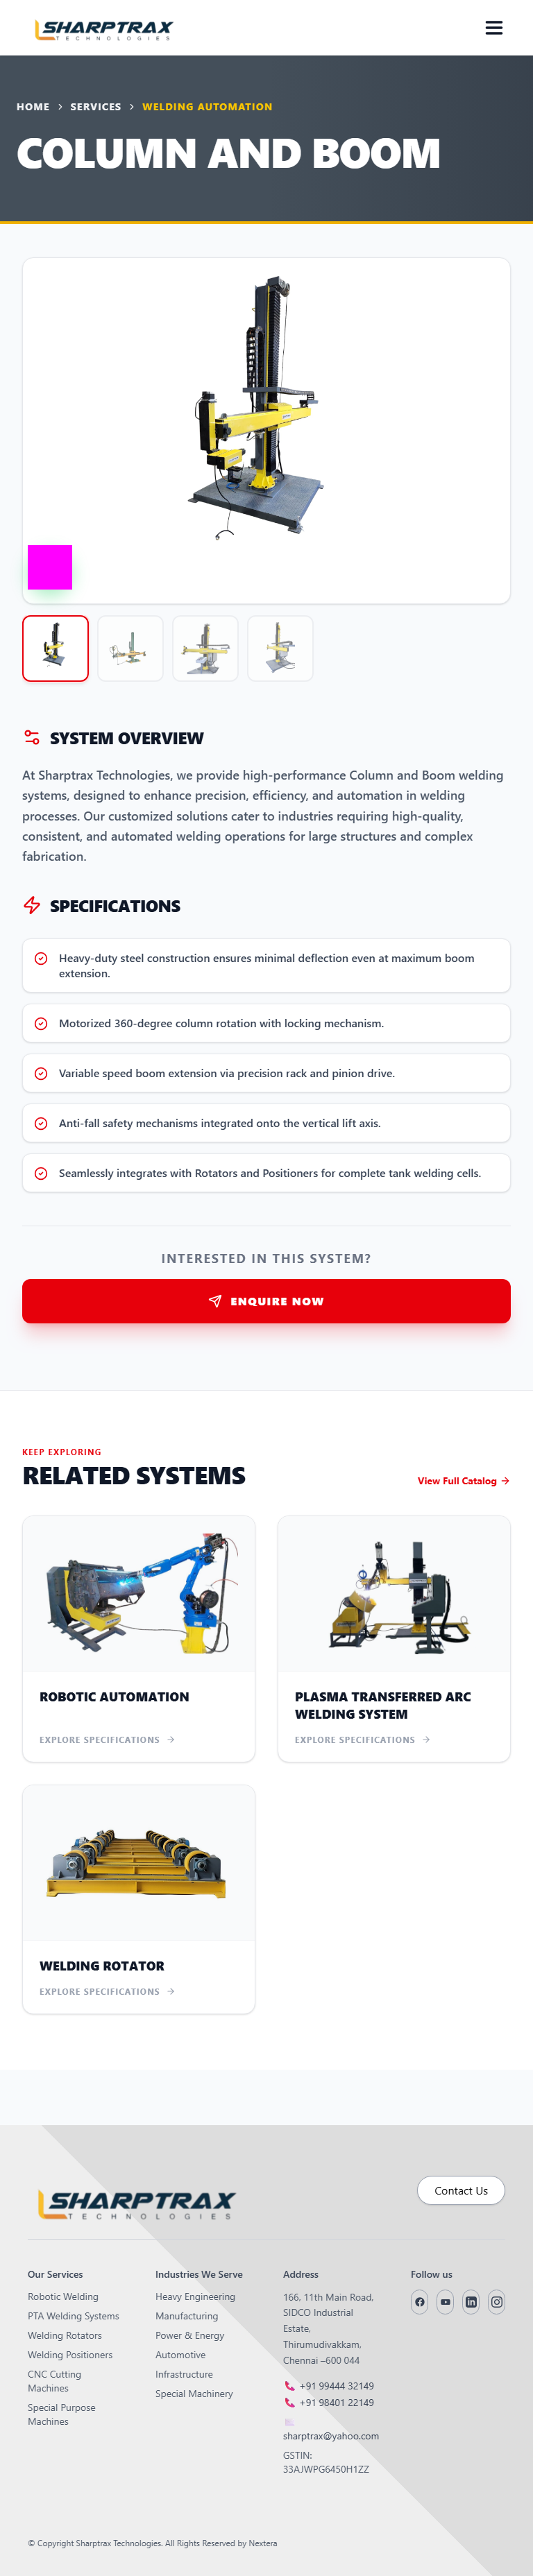 SHARPTRAX
TECHNOLOGIES
HOME > SERVICES > WELDING AUTOMATION
COLUMN AND BOOM
SYSTEM OVERVIEW
At Sharptrax Technologies, we provide high-performance Column and Boom welding
systems, designed to enhance precision, efficiency, and automation in welding
processes. Our customized solutions cater to industries requiring high-quality,
consistent, and automated welding operations for large structures and complex
fabrication.
SPECIFICATIONS
Heavy-duty steel construction ensures minimal deflection even at maximum boom
extension.
Motorized 360-degree column rotation with locking mechanism.
Variable speed boom extension via precision rack and pinion drive.
Anti-fall safety mechanisms integrated onto the vertical lift axis.
Seamlessly integrates with Rotators and Positioners for complete tank welding cells.
INTERESTED IN THIS SYSTEM?
ENQUIRE NOW
KEEP EXPLORING
RELATED SYSTEMS
View Full Catalog →
ROBOTIC AUTOMATION
EXPLORE SPECIFICATIONS →
PLASMA TRANSFERRED ARC
WELDING SYSTEM
EXPLORE SPECIFICATIONS →
WELDING ROTATOR
EXPLORE SPECIFICATIONS →
SHARPTRAX
TECHNOLOGIES
Contact Us
Our Services
Robotic Welding
PTA Welding Systems
Welding Rotators
Welding Positioners
CNC Cutting
Machines
Special Purpose
Machines
Industries We Serve
Heavy Engineering
Manufacturing
Power & Energy
Automotive
Infrastructure
Special Machinery
Address
166, 11th Main Road,
SIDCO Industrial
Estate,
Thirumudivakkam,
Chennai –600 044
+91 99444 32149
+91 98401 22149
sharptrax@yahoo.com
GSTIN:
33AJWPG6450H1ZZ
Follow us
© Copyright Sharptrax Technologies. All Rights Reserved by Nextera